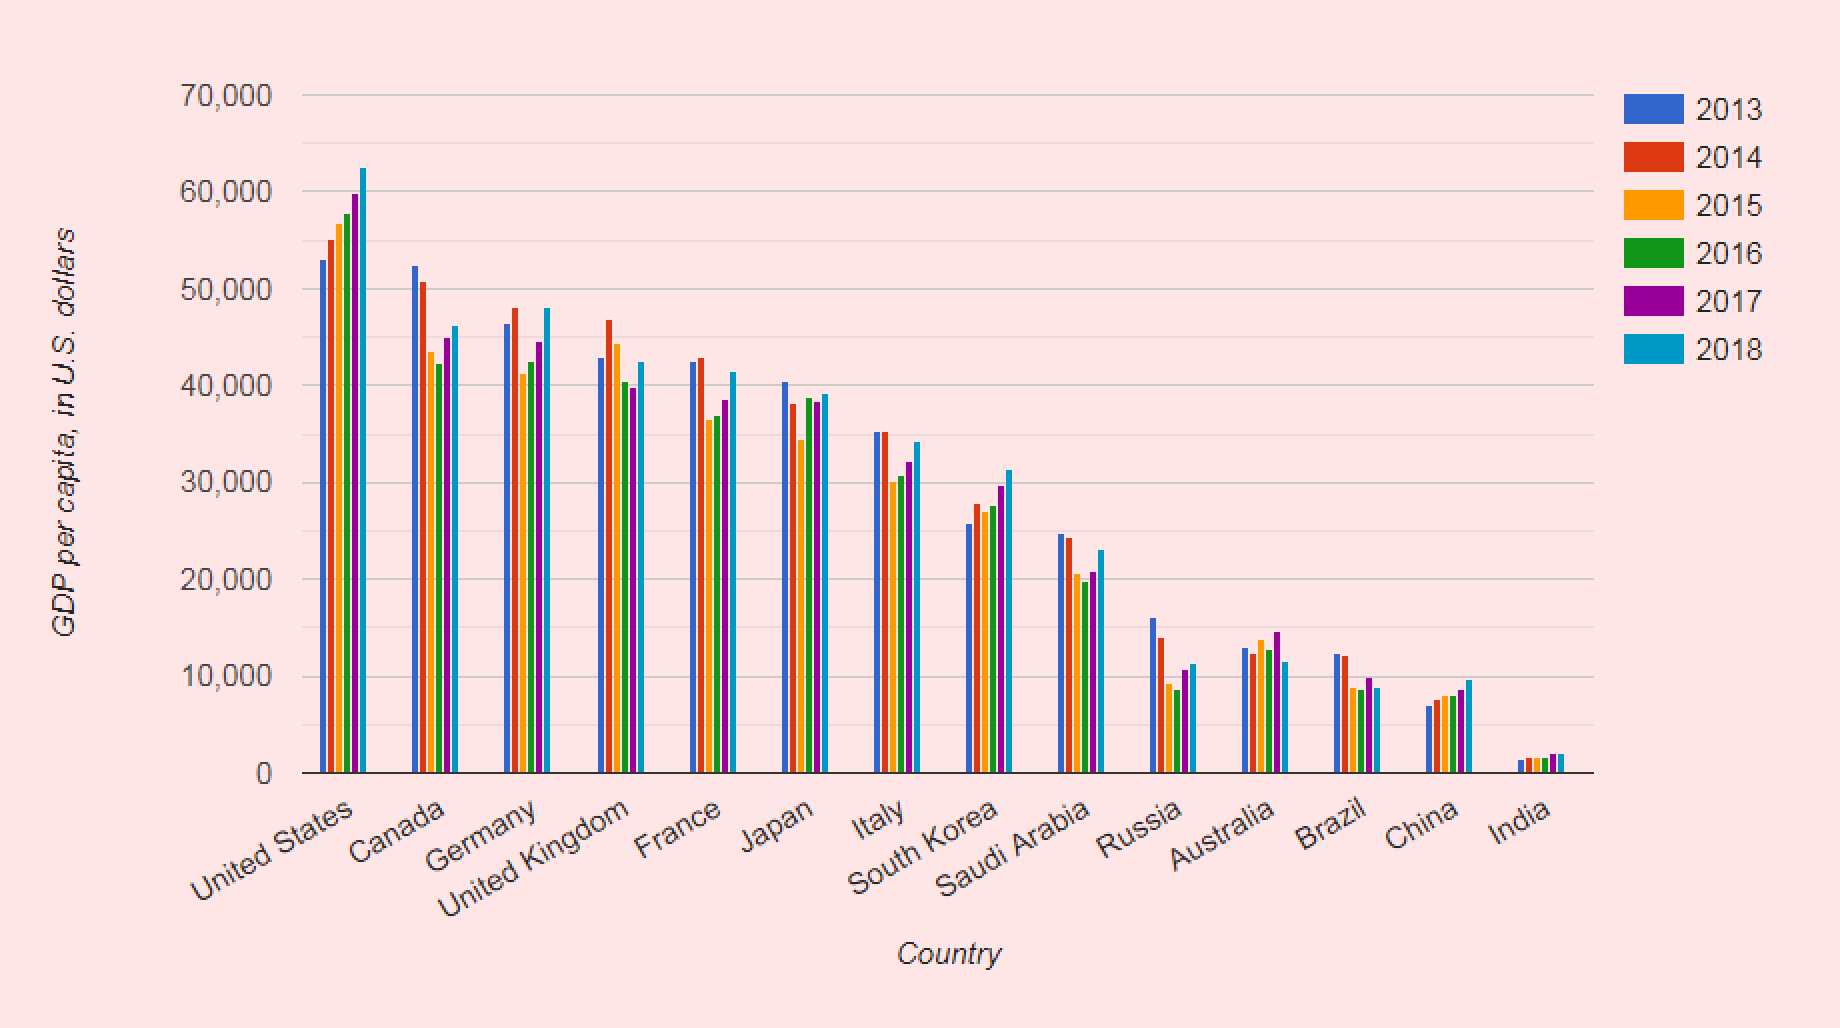 70,000
60,000
50,000
40,000
30,000
20,000
10,000
0
GDP per capita, in U.S. dollars
United States
Canada
Germany
United Kingdom
France
Japan
Italy
South Korea
Saudi Arabia
Russia
Australia
Brazil
China
India
Country
2013
2014
2015
2016
2017
2018